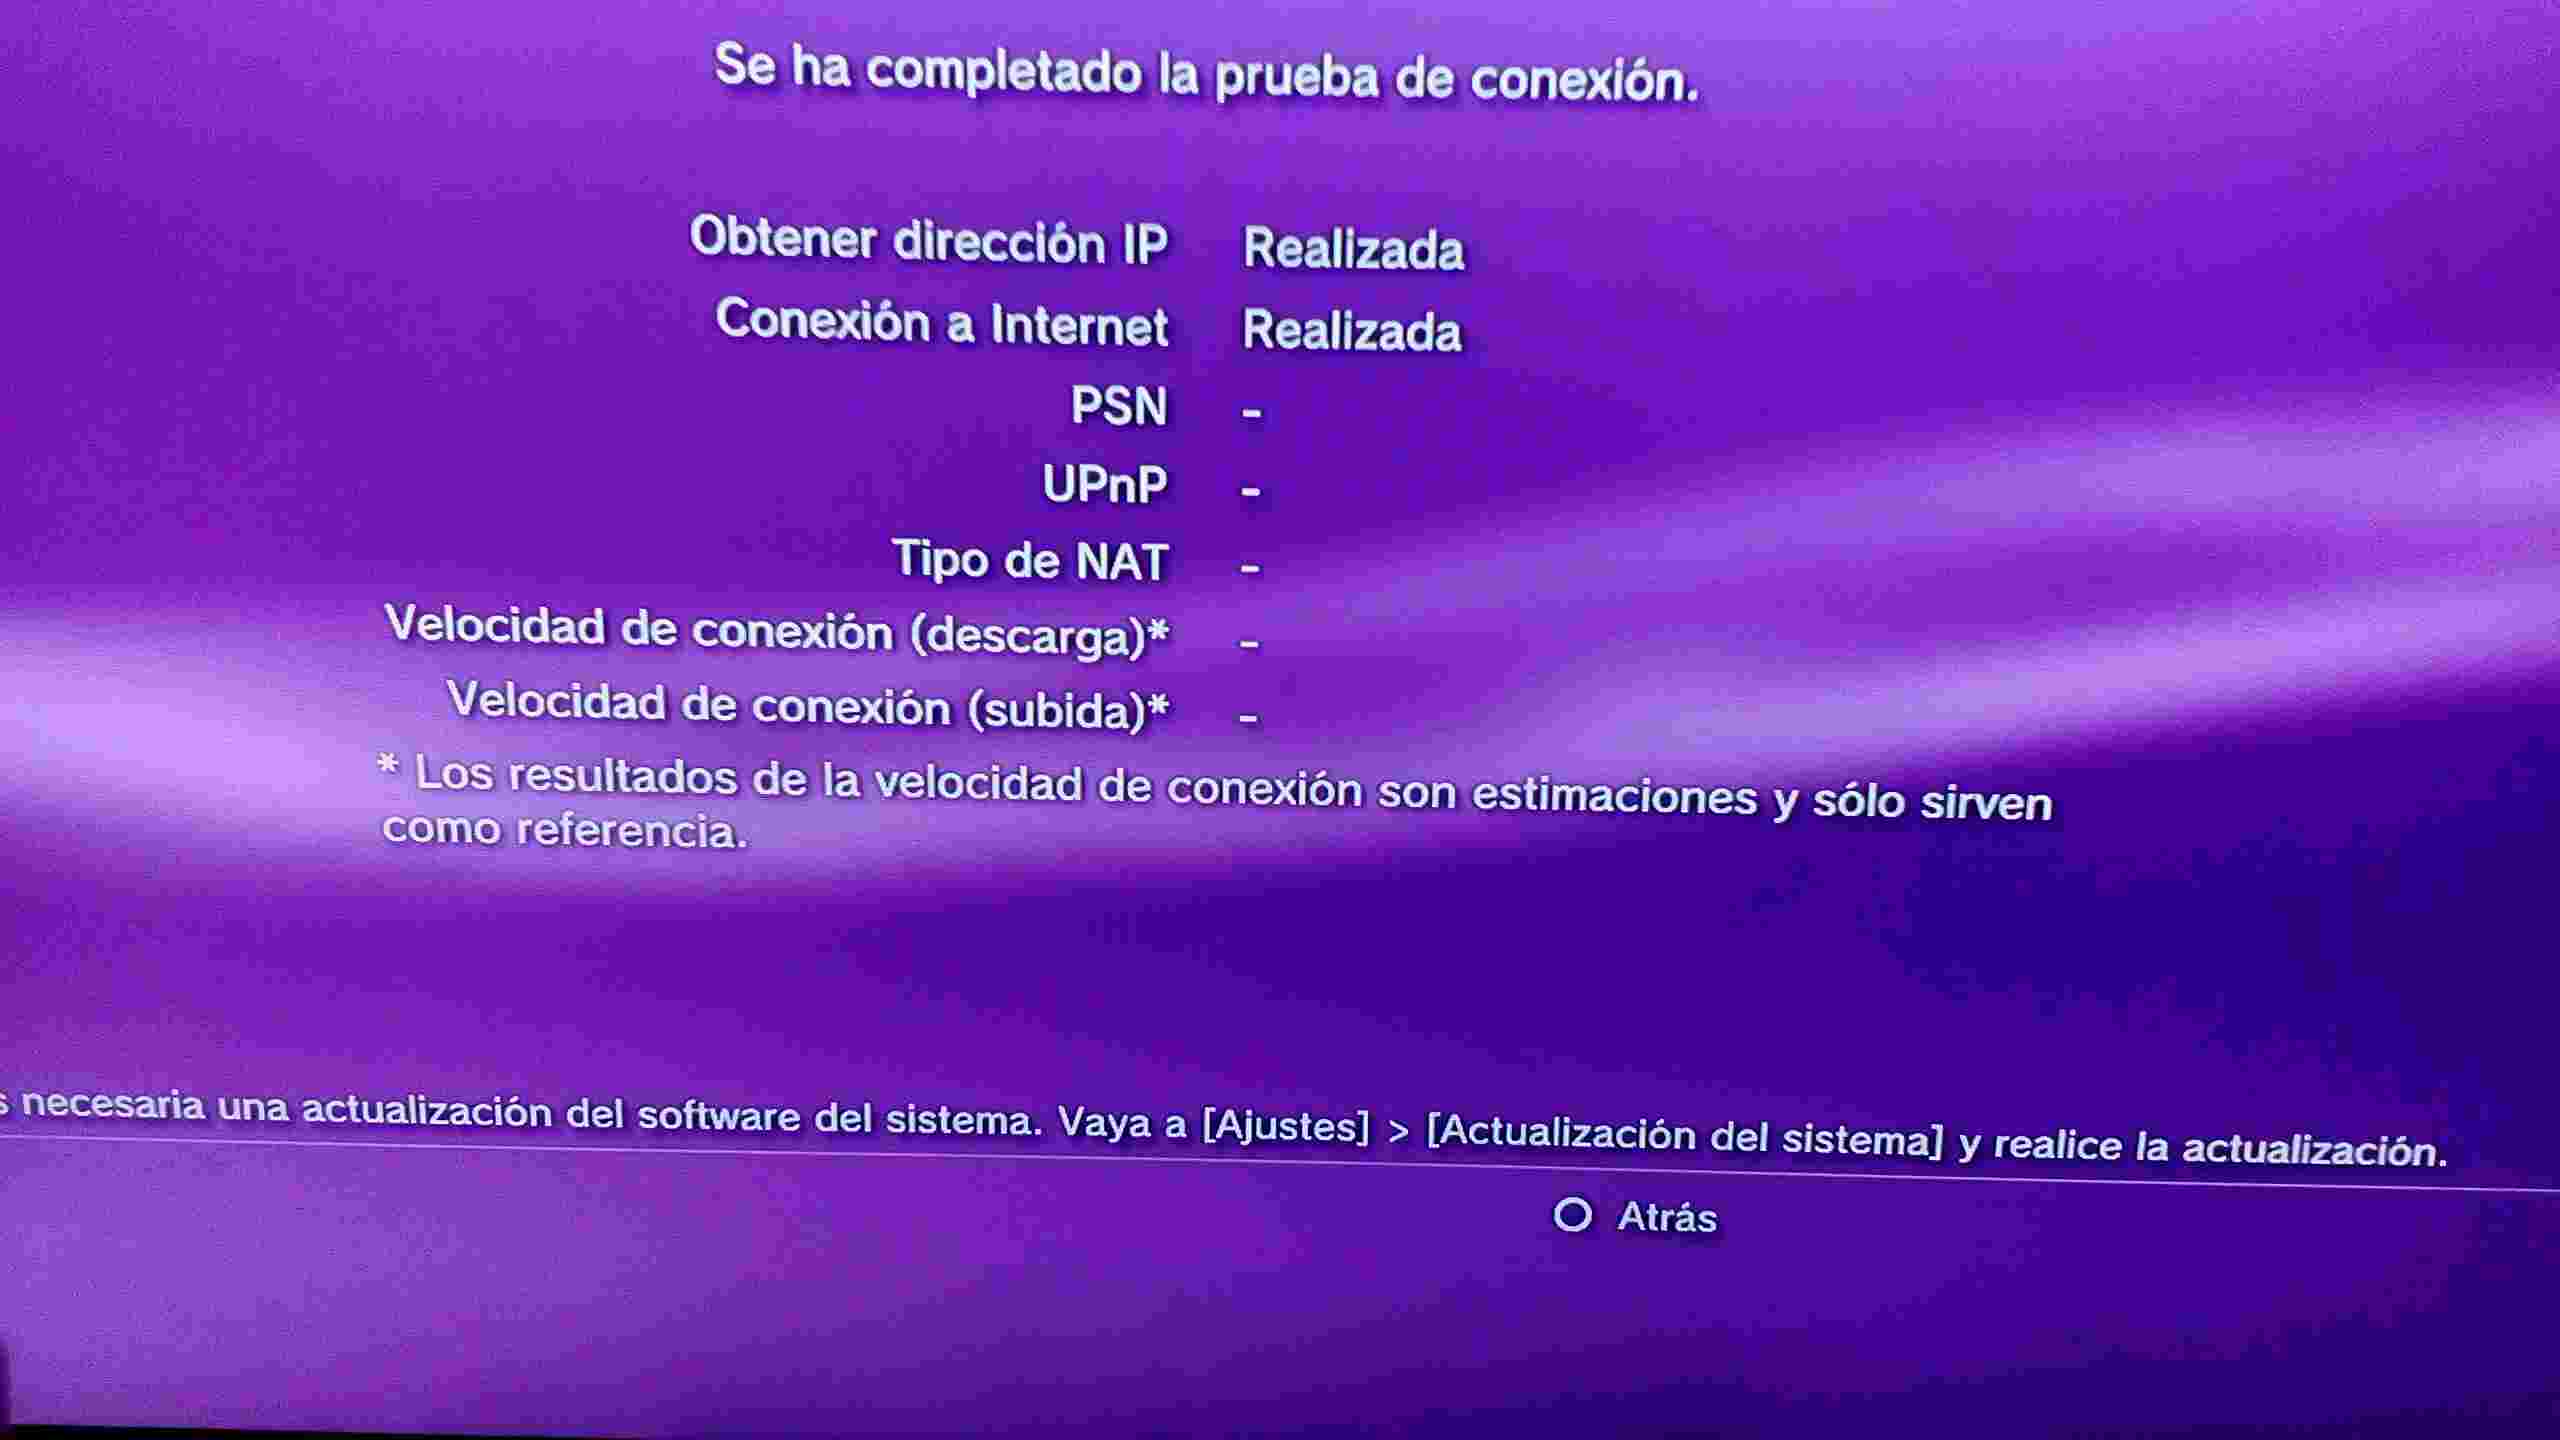 Se ha completado la prueba de conexión.
Obtener dirección IP Realizada
Conexión a Internet Realizada
PSN -
UPnP -
Tipo de NAT -
Velocidad de conexión (descarga)* -
Velocidad de conexión (subida)* -
* Los resultados de la velocidad de conexión son estimaciones y sólo sirven
como referencia.
s necesaria una actualización del software del sistema. Vaya a [Ajustes] > [Actualización del sistema] y realice la actualización.
Atrás